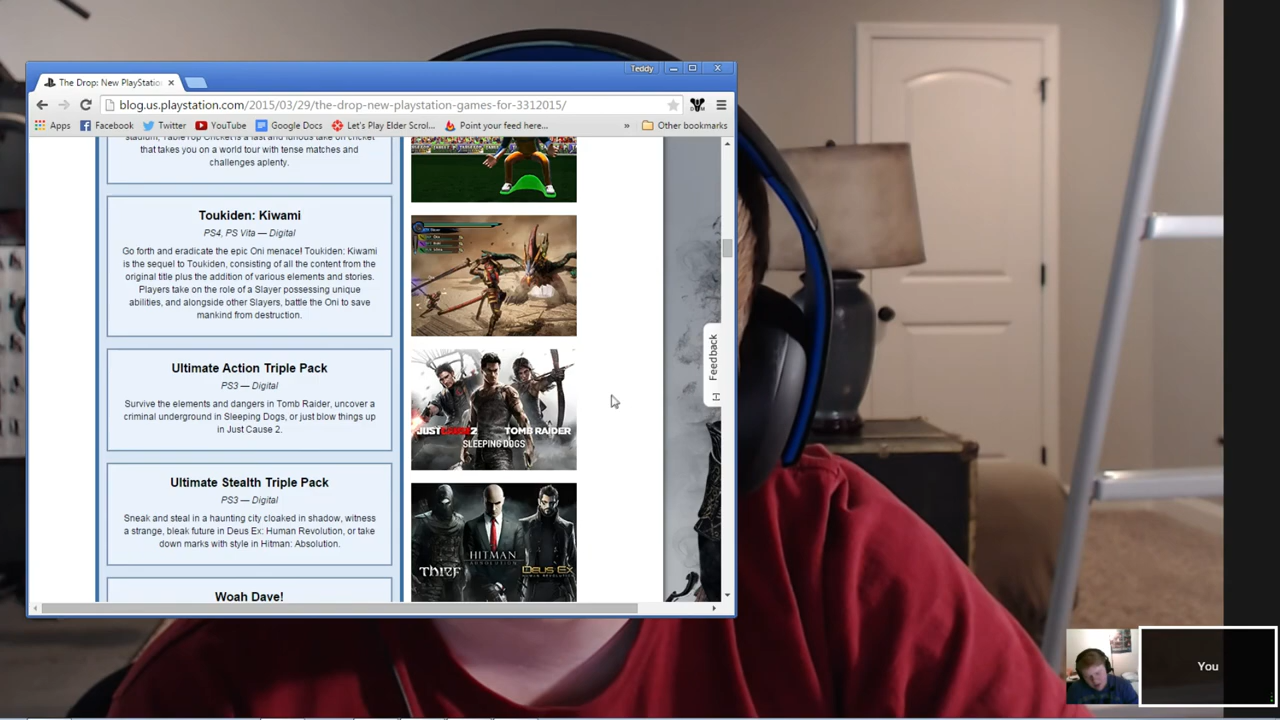 Teddy
The Drop: New PlayStatio
blog.us.playstation.com/2015/03/29/the-drop-new-playstation-games-for-3312015/
Apps Facebook Twitter YouTube Google Docs Let's Play Elder Scroll... Point your feed here... » Other bookmarks
that takes you on a world tour with tense matches and
challenges aplenty.
Toukiden: Kiwami
PS4, PS Vita — Digital
Go forth and eradicate the epic Oni menace! Toukiden: Kiwami
is the sequel to Toukiden, consisting of all the content from the
original title plus the addition of various elements and stories.
Players take on the role of a Slayer possessing unique
abilities, and alongside other Slayers, battle the Oni to save
mankind from destruction.
Ultimate Action Triple Pack
PS3 — Digital
Survive the elements and dangers in Tomb Raider, uncover a
criminal underground in Sleeping Dogs, or just blow things up
in Just Cause 2.
JUST CAUSE 2 TOMB RAIDER
SLEEPING DOGS
Ultimate Stealth Triple Pack
PS3 — Digital
Sneak and steal in a haunting city cloaked in shadow, witness
a strange, bleak future in Deus Ex: Human Revolution, or take
down marks with style in Hitman: Absolution.
HITMAN
ABSOLUTION
THIEF
DEUS EX
Woah Dave!
[+] Feedback
You